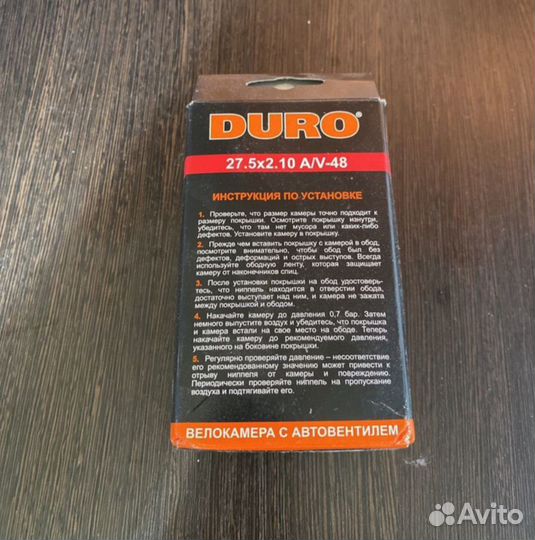 DURO®
27.5x2.10 A/V-48
ИНСТРУКЦИЯ ПО УСТАНОВКЕ
1. Проверьте, что размер камеры точно подходит к
размеру покрышки. Осмотрите покрышку изнутри,
убедитесь, что там нет мусора или каких-либо
дефектов. Установите камеру в покрышку.
2. Прежде чем вставить покрышку с камерой в обод,
посмотрите внимательно, чтобы обод был без
дефектов, деформаций и острых выступов. Всегда
используйте ободную ленту, которая защищает
камеру от наконечников спиц.
3. После установки покрышки на обод удостоверь-
тесь, что ниппель находится в отверстии обода,
достаточно выступает над ним, и камера не зажата
между покрышкой и ободом.
4. Накачайте камеру до давления 0,7 бар. Затем
немного выпустите воздух и убедитесь, что покрышка
и камера встали на свое место на ободе. Теперь
накачайте камеру до рекомендуемого давления,
указанного на боковине покрышки.
5. Регулярно проверяйте давление – несоответствие
его рекомендованному значению может привести к
отрыву ниппеля от камеры и повреждению.
Периодически проверяйте ниппель на пропускание
воздуха и подтягивайте его.
ВЕЛОКАМЕРА С АВТОВЕНТИЛЕМ
Avito